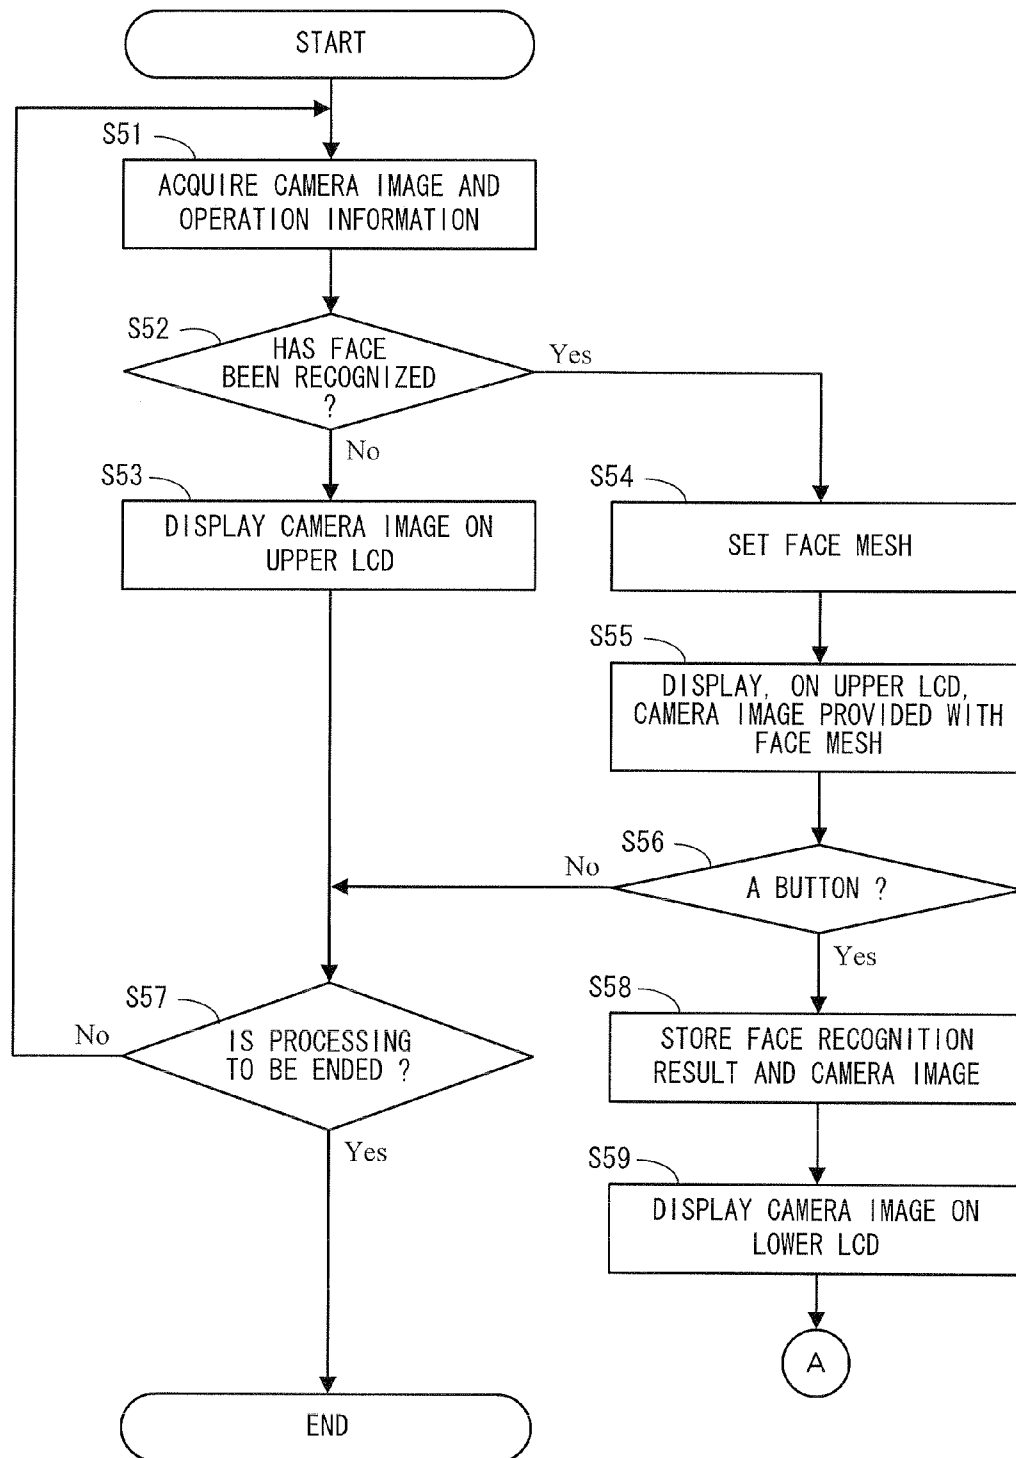 START
S51
ACQUIRE CAMERA IMAGE AND
OPERATION INFORMATION
S52
HAS FACE
BEEN RECOGNIZED
?
Yes
No
S53
DISPLAY CAMERA IMAGE ON
UPPER LCD
S54
SET FACE MESH
S55
DISPLAY, ON UPPER LCD,
CAMERA IMAGE PROVIDED WITH
FACE MESH
S56
A BUTTON ?
No
Yes
S57
IS PROCESSING
TO BE ENDED ?
No
Yes
S58
STORE FACE RECOGNITION
RESULT AND CAMERA IMAGE
S59
DISPLAY CAMERA IMAGE ON
LOWER LCD
A
END